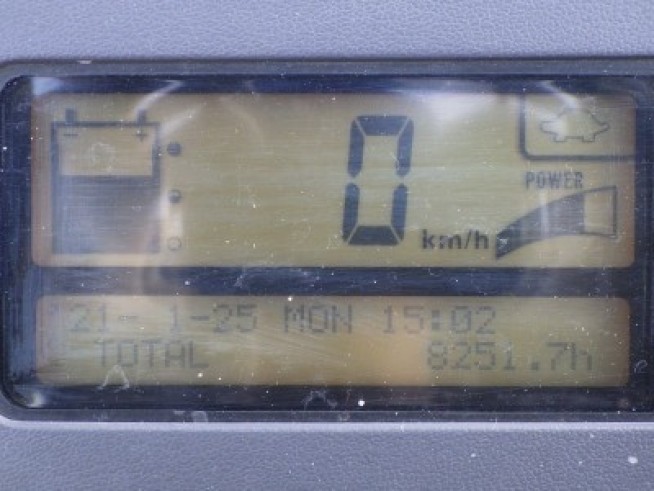 0 km/h
POWER
'21- 1-25 MON 15:02
TOTAL 8251.7h